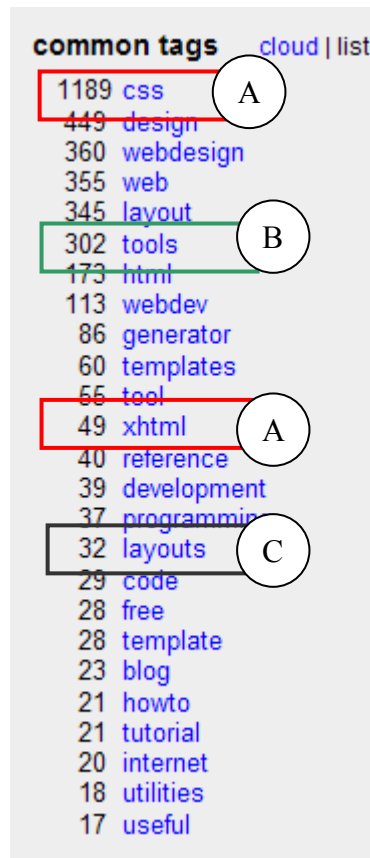 common tags cloud | list
1189 css A
449 design
360 webdesign
355 web
345 layout
302 tools B
173 html
113 webdev
86 generator
60 templates
55 tool
49 xhtml A
40 reference
39 development
37 programming
32 layouts C
29 code
28 free
28 template
23 blog
21 howto
21 tutorial
20 internet
18 utilities
17 useful